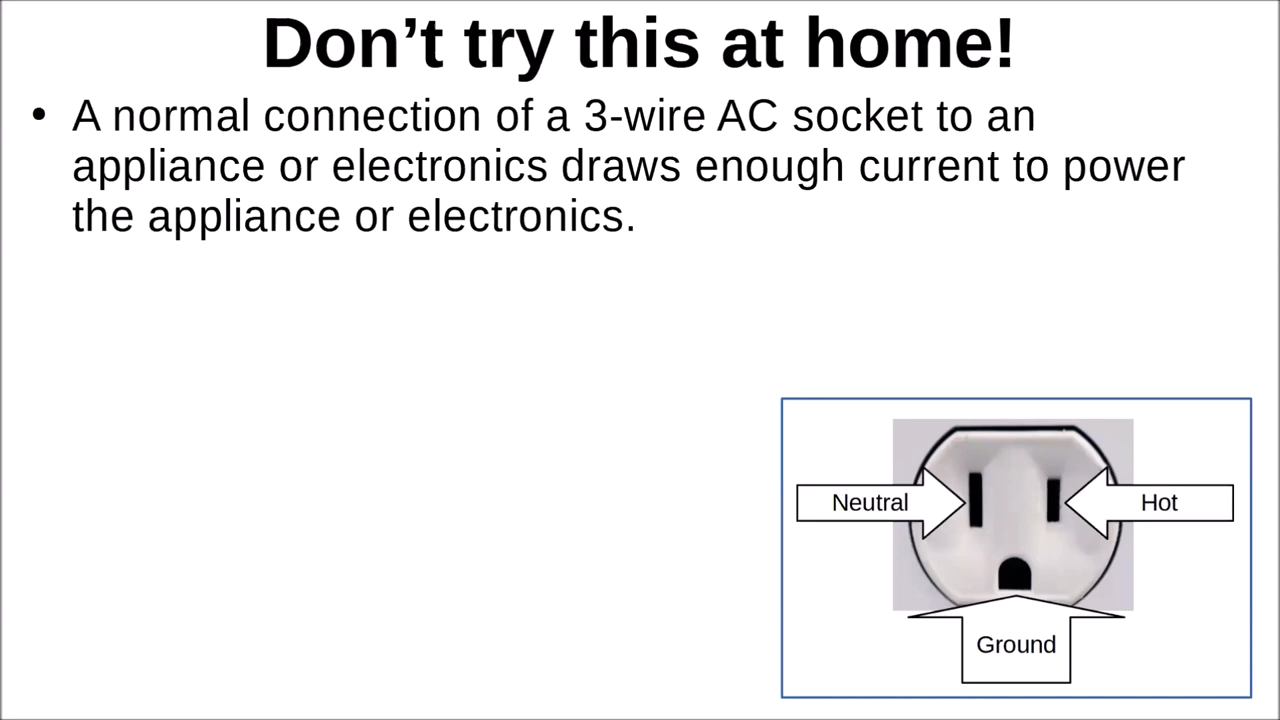 Don’t try this at home!
• A normal connection of a 3-wire AC socket to an
appliance or electronics draws enough current to power
the appliance or electronics.
Neutral
Hot
Ground